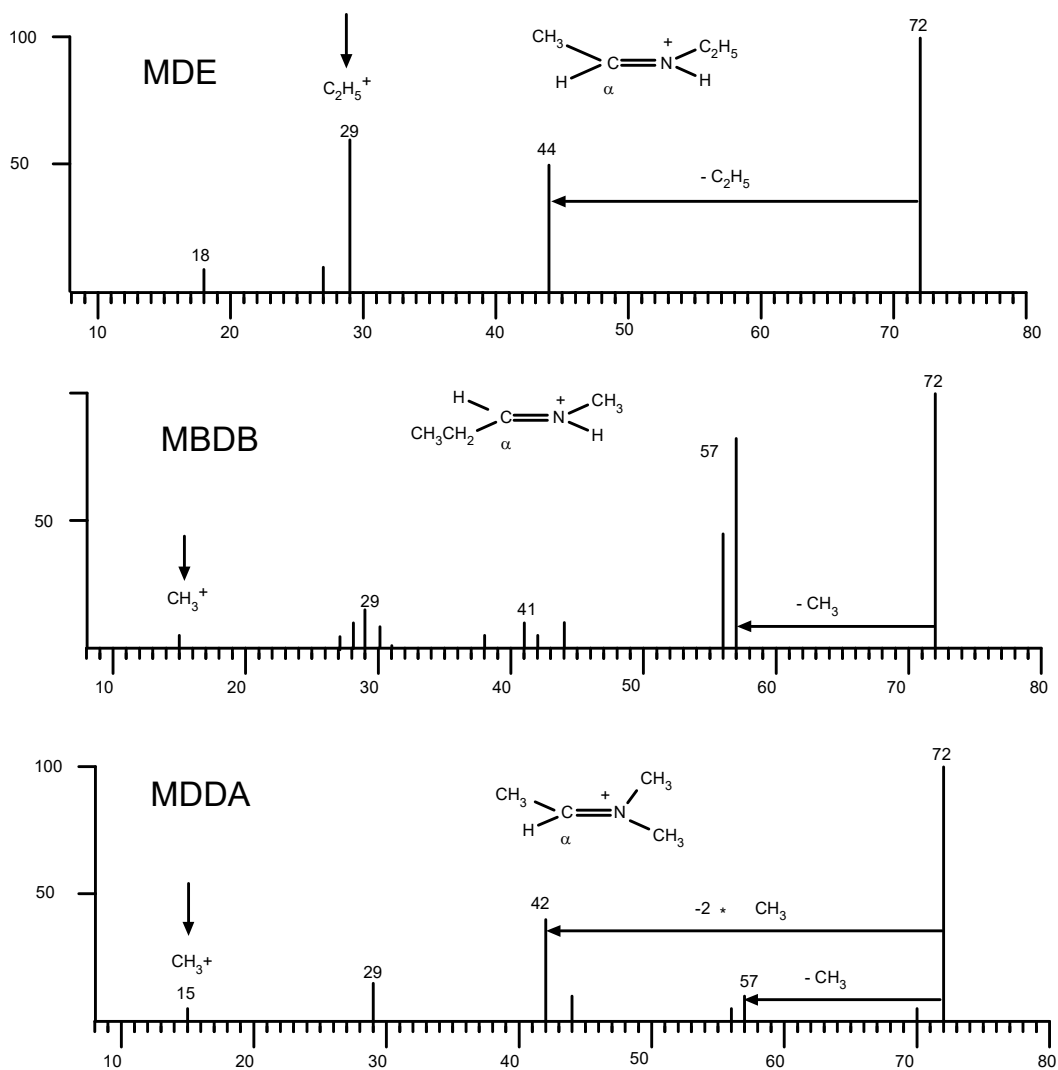 100
72
CH3
+
C2H5
MDE
C
N
C2H5+
H
H
α
29
44
50
- C2H5
18
10 20 30 40 50 60 70 80
72
H
+
CH3
C
N
MBDB
CH3CH2
α
H
57
50
CH3+
29
41
- CH3
10 20 30 40 50 60 70 80
100
72
MDDA
CH3
+
CH3
C
N
H
α
CH3
50
42
-2 * CH3
CH3+
29
57
- CH3
15
10 20 30 40 50 60 70 80